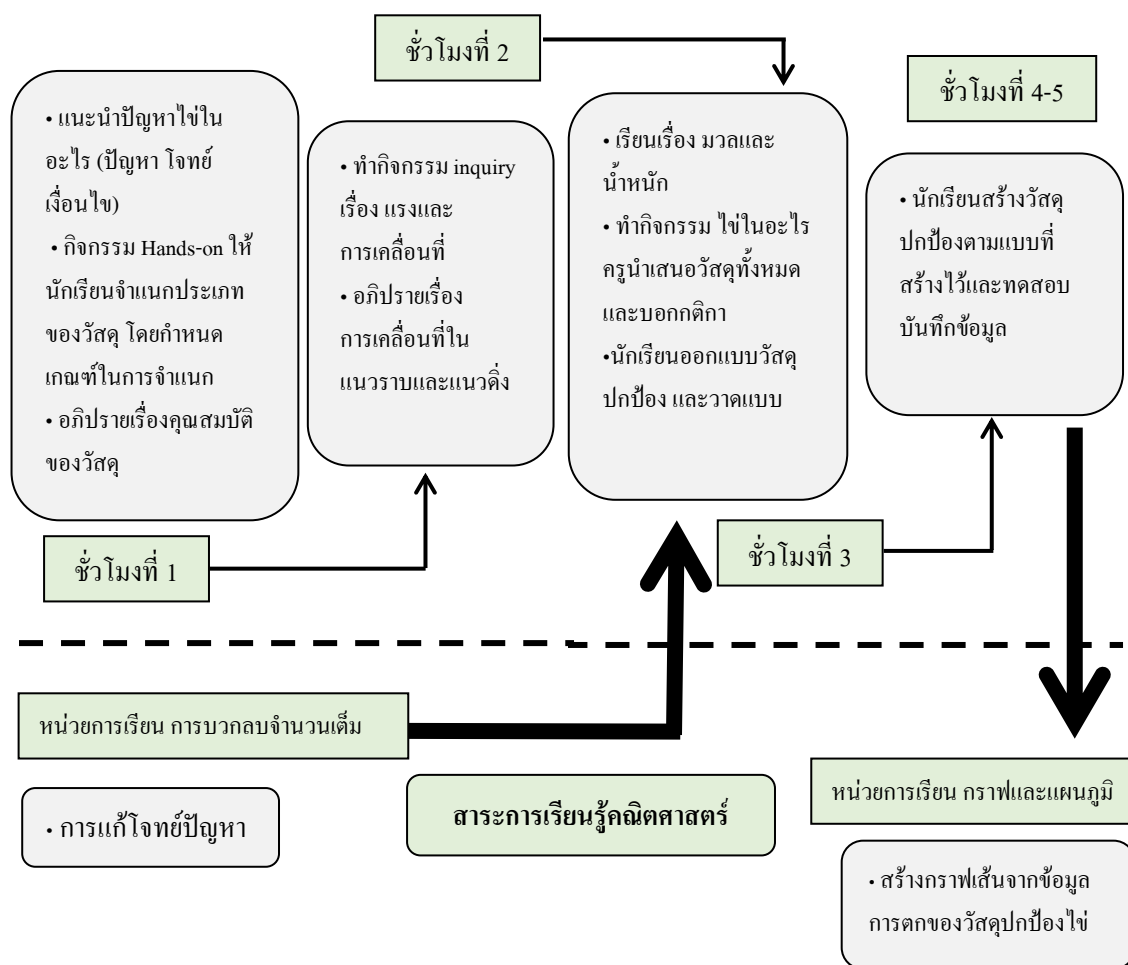 ชั่วโมงที่ 2
ชั่วโมงที่ 4-5
• แนะนำปัญหาไข่ใน
อะไร (ปัญหา โจทย์
เงื่อนไข)
• กิจกรรม Hands-on ให้
นักเรียนจำแนกประเภท
ของวัสดุ โดยกำหนด
เกณฑ์ในการจำแนก
• อภิปรายเรื่องคุณสมบัติ
ของวัสดุ
• ทำกิจกรรม inquiry
เรื่อง แรงและ
การเคลื่อนที่
• อภิปรายเรื่อง
การเคลื่อนที่ใน
แนวราบและแนวดิ่ง
• เรียนเรื่อง มวลและ
น้ำหนัก
• ทำกิจกรรม ไข่ในอะไร
ครูนำเสนอวัสดุทั้งหมด
และบอกกติกา
•นักเรียนออกแบบวัสดุ
ปกป้อง และวาดแบบ
• นักเรียนสร้างวัสดุ
ปกป้องตามแบบที่
สร้างไว้และทดสอบ
บันทึกข้อมูล
ชั่วโมงที่ 1
ชั่วโมงที่ 3
หน่วยการเรียน การบวกลบจำนวนเต็ม
• การแก้โจทย์ปัญหา
สาระการเรียนรู้คณิตศาสตร์
หน่วยการเรียน กราฟและแผนภูมิ
• สร้างกราฟเส้นจากข้อมูล
การตกของวัสดุปกป้องไข่